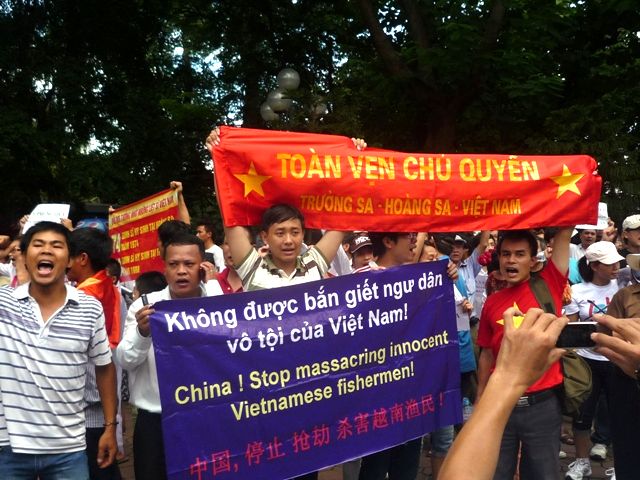 TOÀN VẸN CHỦ QUYỀN
TRƯỜNG SA - HOÀNG SA - VIỆT NAM
Không được bắn giết ngư dân
vô tội của Việt Nam!
China ! Stop massacring innocent
Vietnamese fishermen!
中国, 停止 抢劫 杀害越南渔民 !